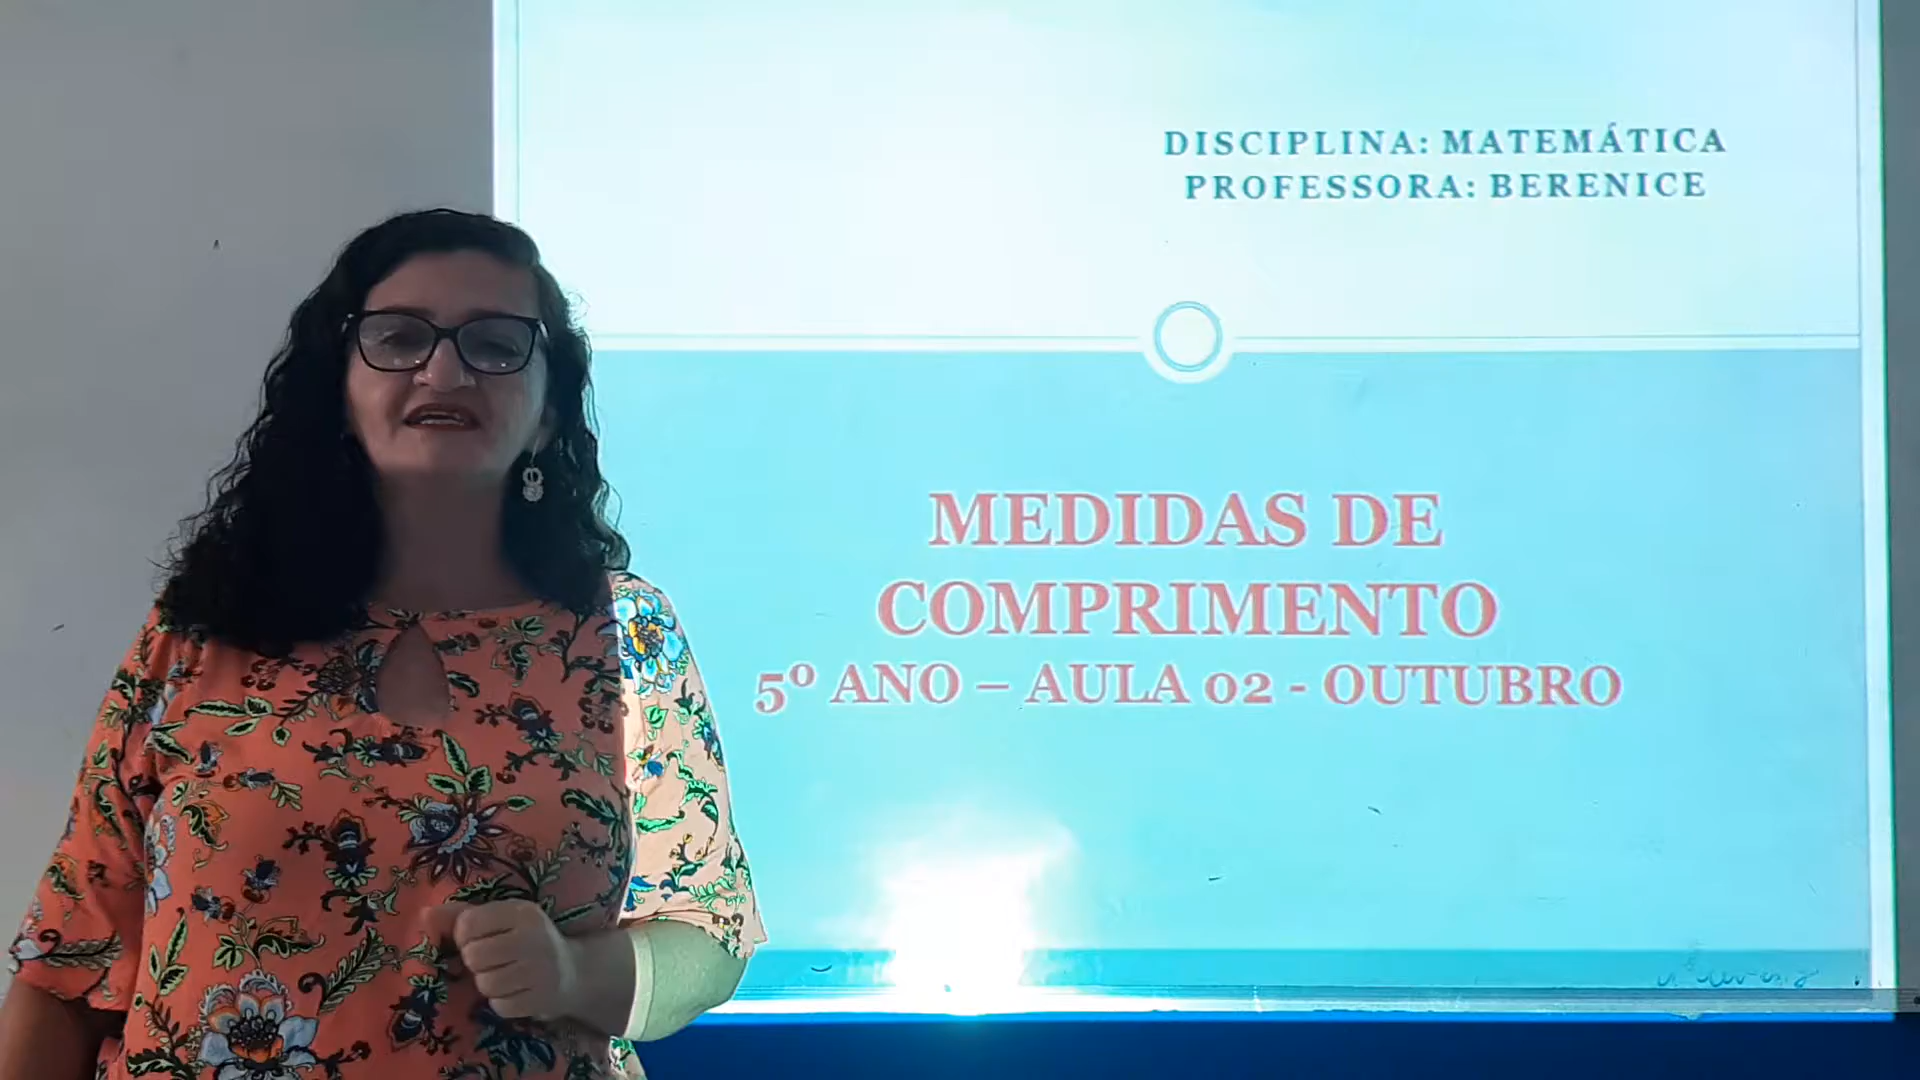 DISCIPLINA: MATEMÁTICA
PROFESSORA: BERENICE
MEDIDAS DE
COMPRIMENTO
5º ANO – AULA 02 - OUTUBRO